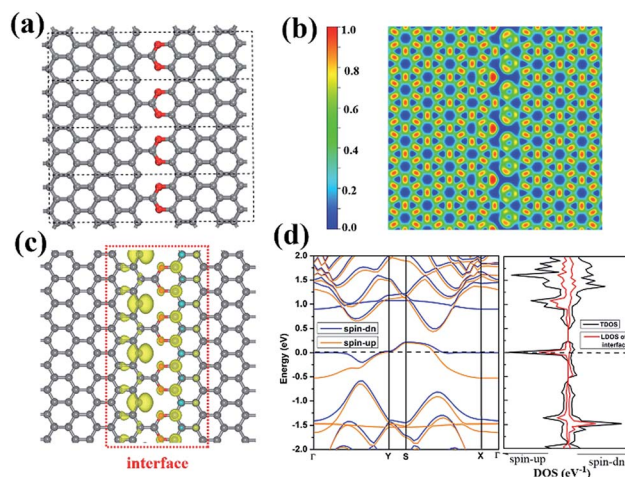 (a)
(b)
1.0
0.8
0.6
0.4
0.2
0.0
(c)
interface
(d)
2.0
1.5
1.0
0.5
0.0
-0.5
-1.0
-1.5
-2.0
Energy (eV)
spin-dn
spin-up
Γ Y S X Γ
TDOS
LDOS of
interface
spin-up spin-dn
DOS (eV⁻¹)